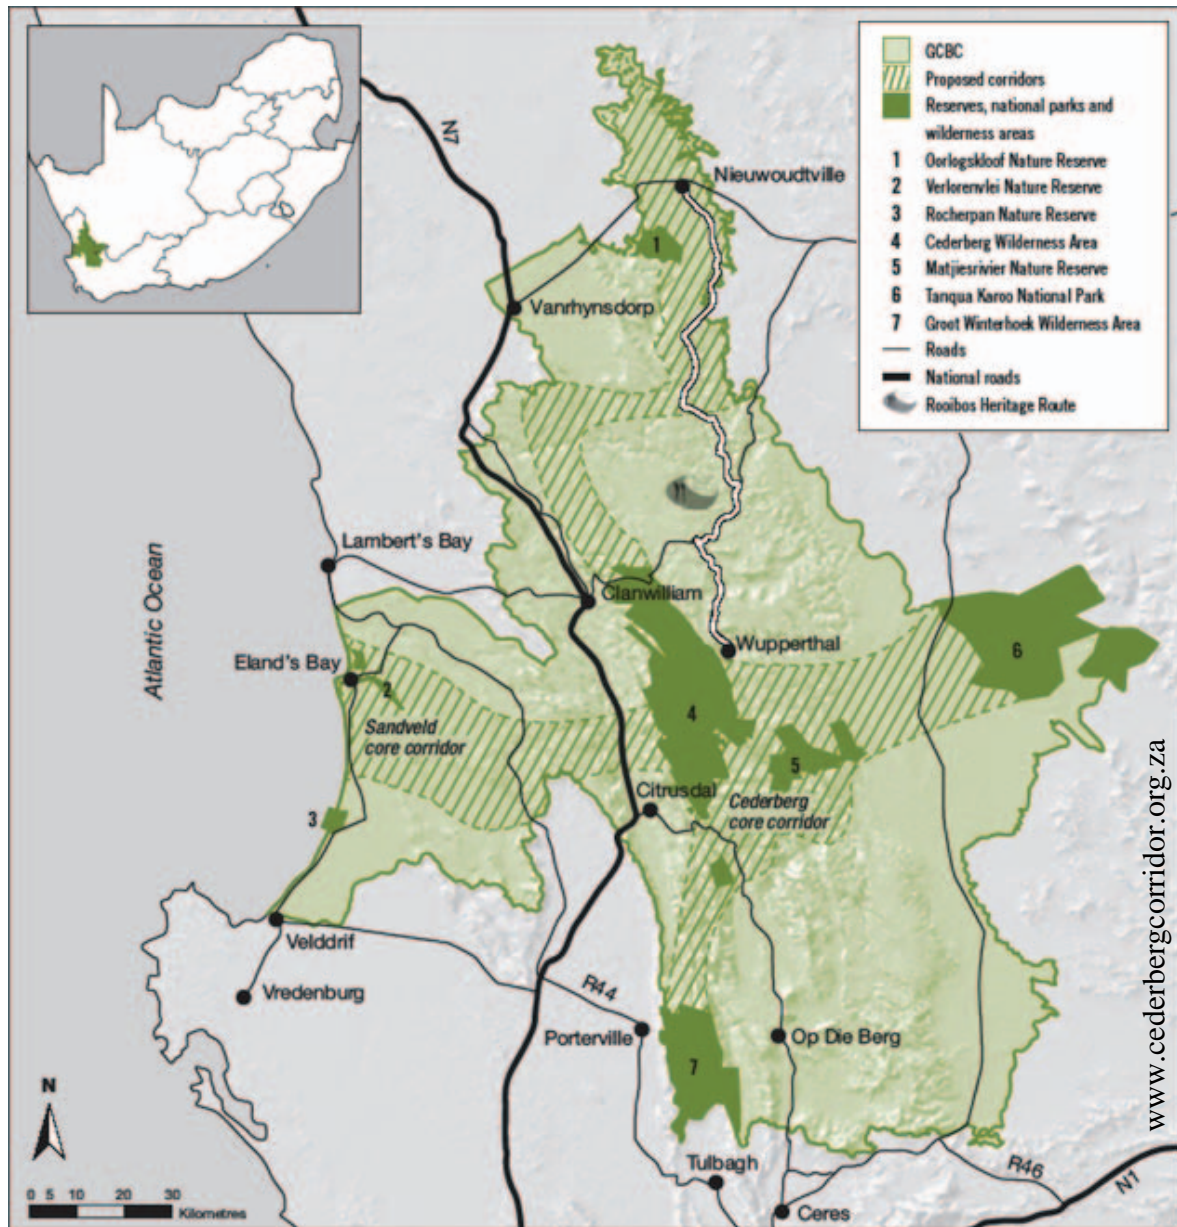 GCBC
Proposed corridors
Reserves, national parks and
wilderness areas
1 Oorlogskloof Nature Reserve
2 Verlorenvlei Nature Reserve
3 Rocherpan Nature Reserve
4 Cederberg Wilderness Area
5 Matjiesrivier Nature Reserve
6 Tanqua Karoo National Park
7 Groot Winterhoek Wilderness Area
Roads
National roads
Rooibos Heritage Route
N7
Nieuwoudtville
1
Vanrhynsdorp
Lambert's Bay
Atlantic Ocean
Clanwilliam
Wupperthal
6
Eland's Bay
2
4
Sandveld
core corridor
5
Citrusdal
Cederberg
core corridor
3
Velddrif
Vredenburg
R44
Porterville
Op Die Berg
7
N
Tulbagh
R46
N1
Ceres
0 5 10 20 30
Kilometres
www.cederbergcorridor.org.za